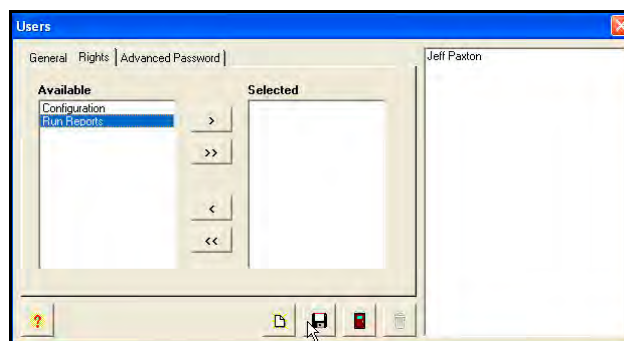 Users
General Rights Advanced Password
Jeff Paxton
Available Selected
Configuration
Run Reports
>
>>
<
<<
?